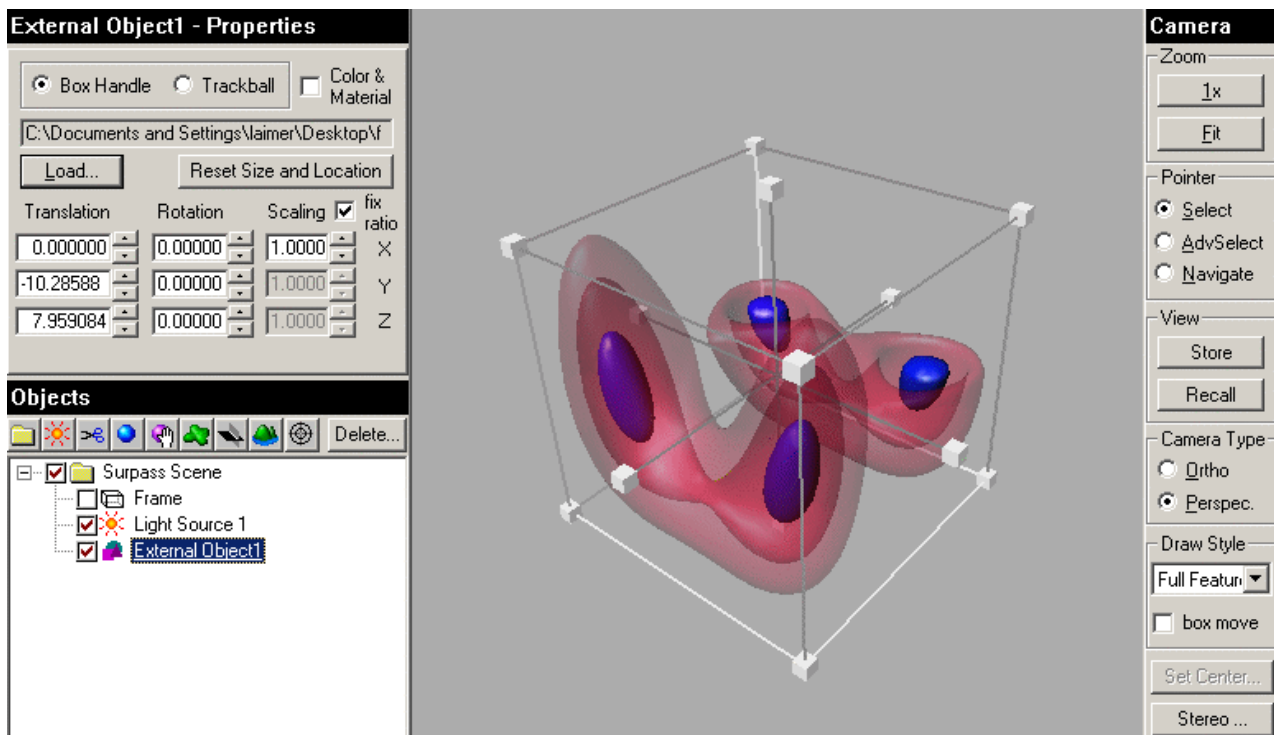 External Object1 - Properties
Box Handle
Trackball
Color &
Material
C:\Documents and Settings\laimer\Desktop\f
Load...
Reset Size and Location
Translation
Rotation
Scaling
fix
ratio
0.000000
0.00000
1.0000
X
-10.28588
0.00000
1.0000
Y
7.959084
0.00000
1.0000
Z
Objects
Delete...
Surpass Scene
Frame
Light Source 1
External Object1
Camera
Zoom
1x
Fit
Pointer
Select
AdvSelect
Navigate
View
Store
Recall
Camera Type
Ortho
Perspec.
Draw Style
Full Featur
box move
Set Center...
Stereo ...